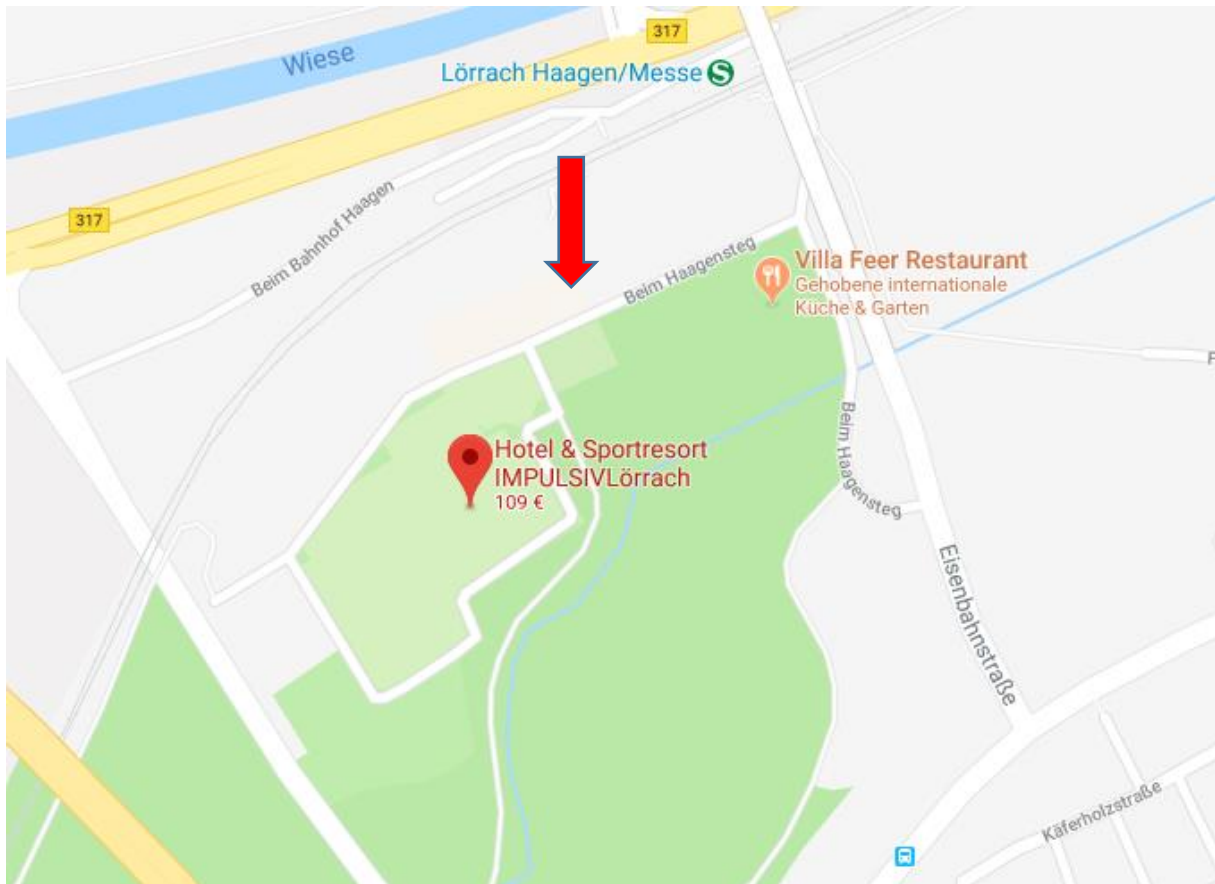 317
Wiese
Lörrach Haagen/Messe
S
317
Beim Bahnhof Haagen
Beim Haagensteg
Villa Feer Restaurant
Gehobene internationale
Küche & Garten
F
Hotel & Sportresort
IMPULSIVLörrach
109 €
Beim Haagensteg
Eisenbahnstraße
Käferholzstraße